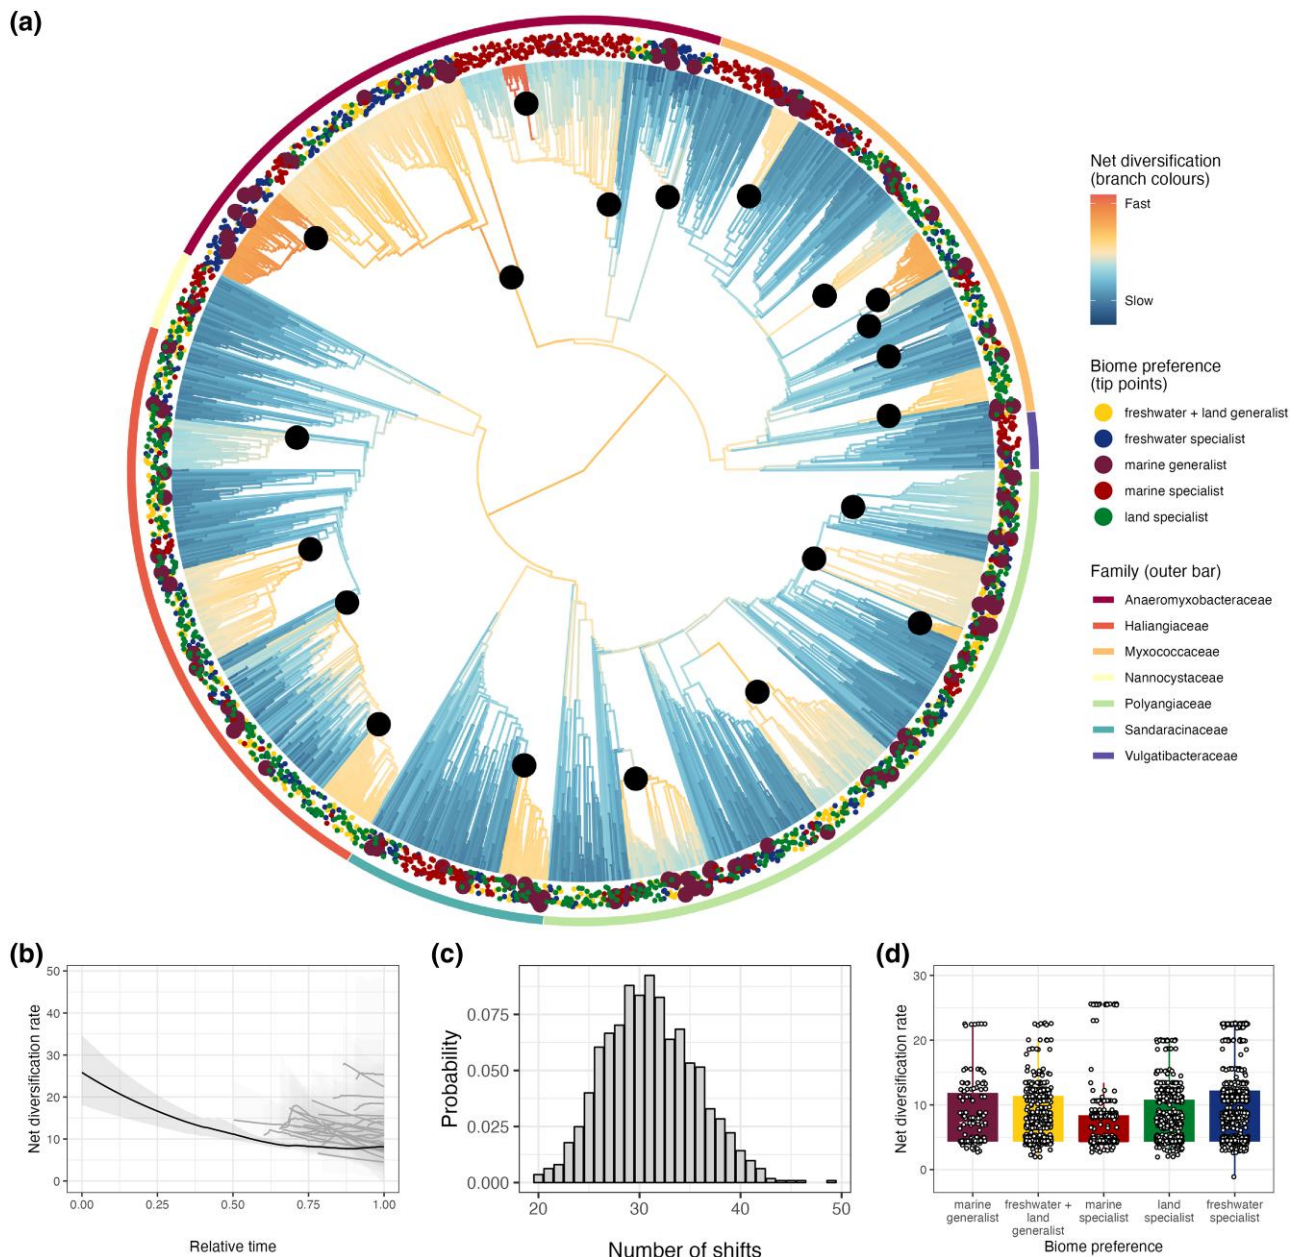 (a)
Net diversification
(branch colours)
Fast
Slow
Biome preference
(tip points)
freshwater + land generalist
freshwater specialist
marine generalist
marine specialist
land specialist
Family (outer bar)
Anaeromyxobacteraceae
Haliangiaceae
Myxococcaceae
Nannocystaceae
Polyangiaceae
Sandaracinaceae
Vulgatibacteraceae
(b)
Net diversification rate
50
40
30
20
10
0
0.00 0.25 0.50 0.75 1.00
Relative time
(c)
Probability
0.075
0.050
0.025
0.000
20 30 40 50
Number of shifts
(d)
Net diversification rate
30
20
10
0
marine
generalist
freshwater +
land
generalist
marine
specialist
land
specialist
freshwater
specialist
Biome preference